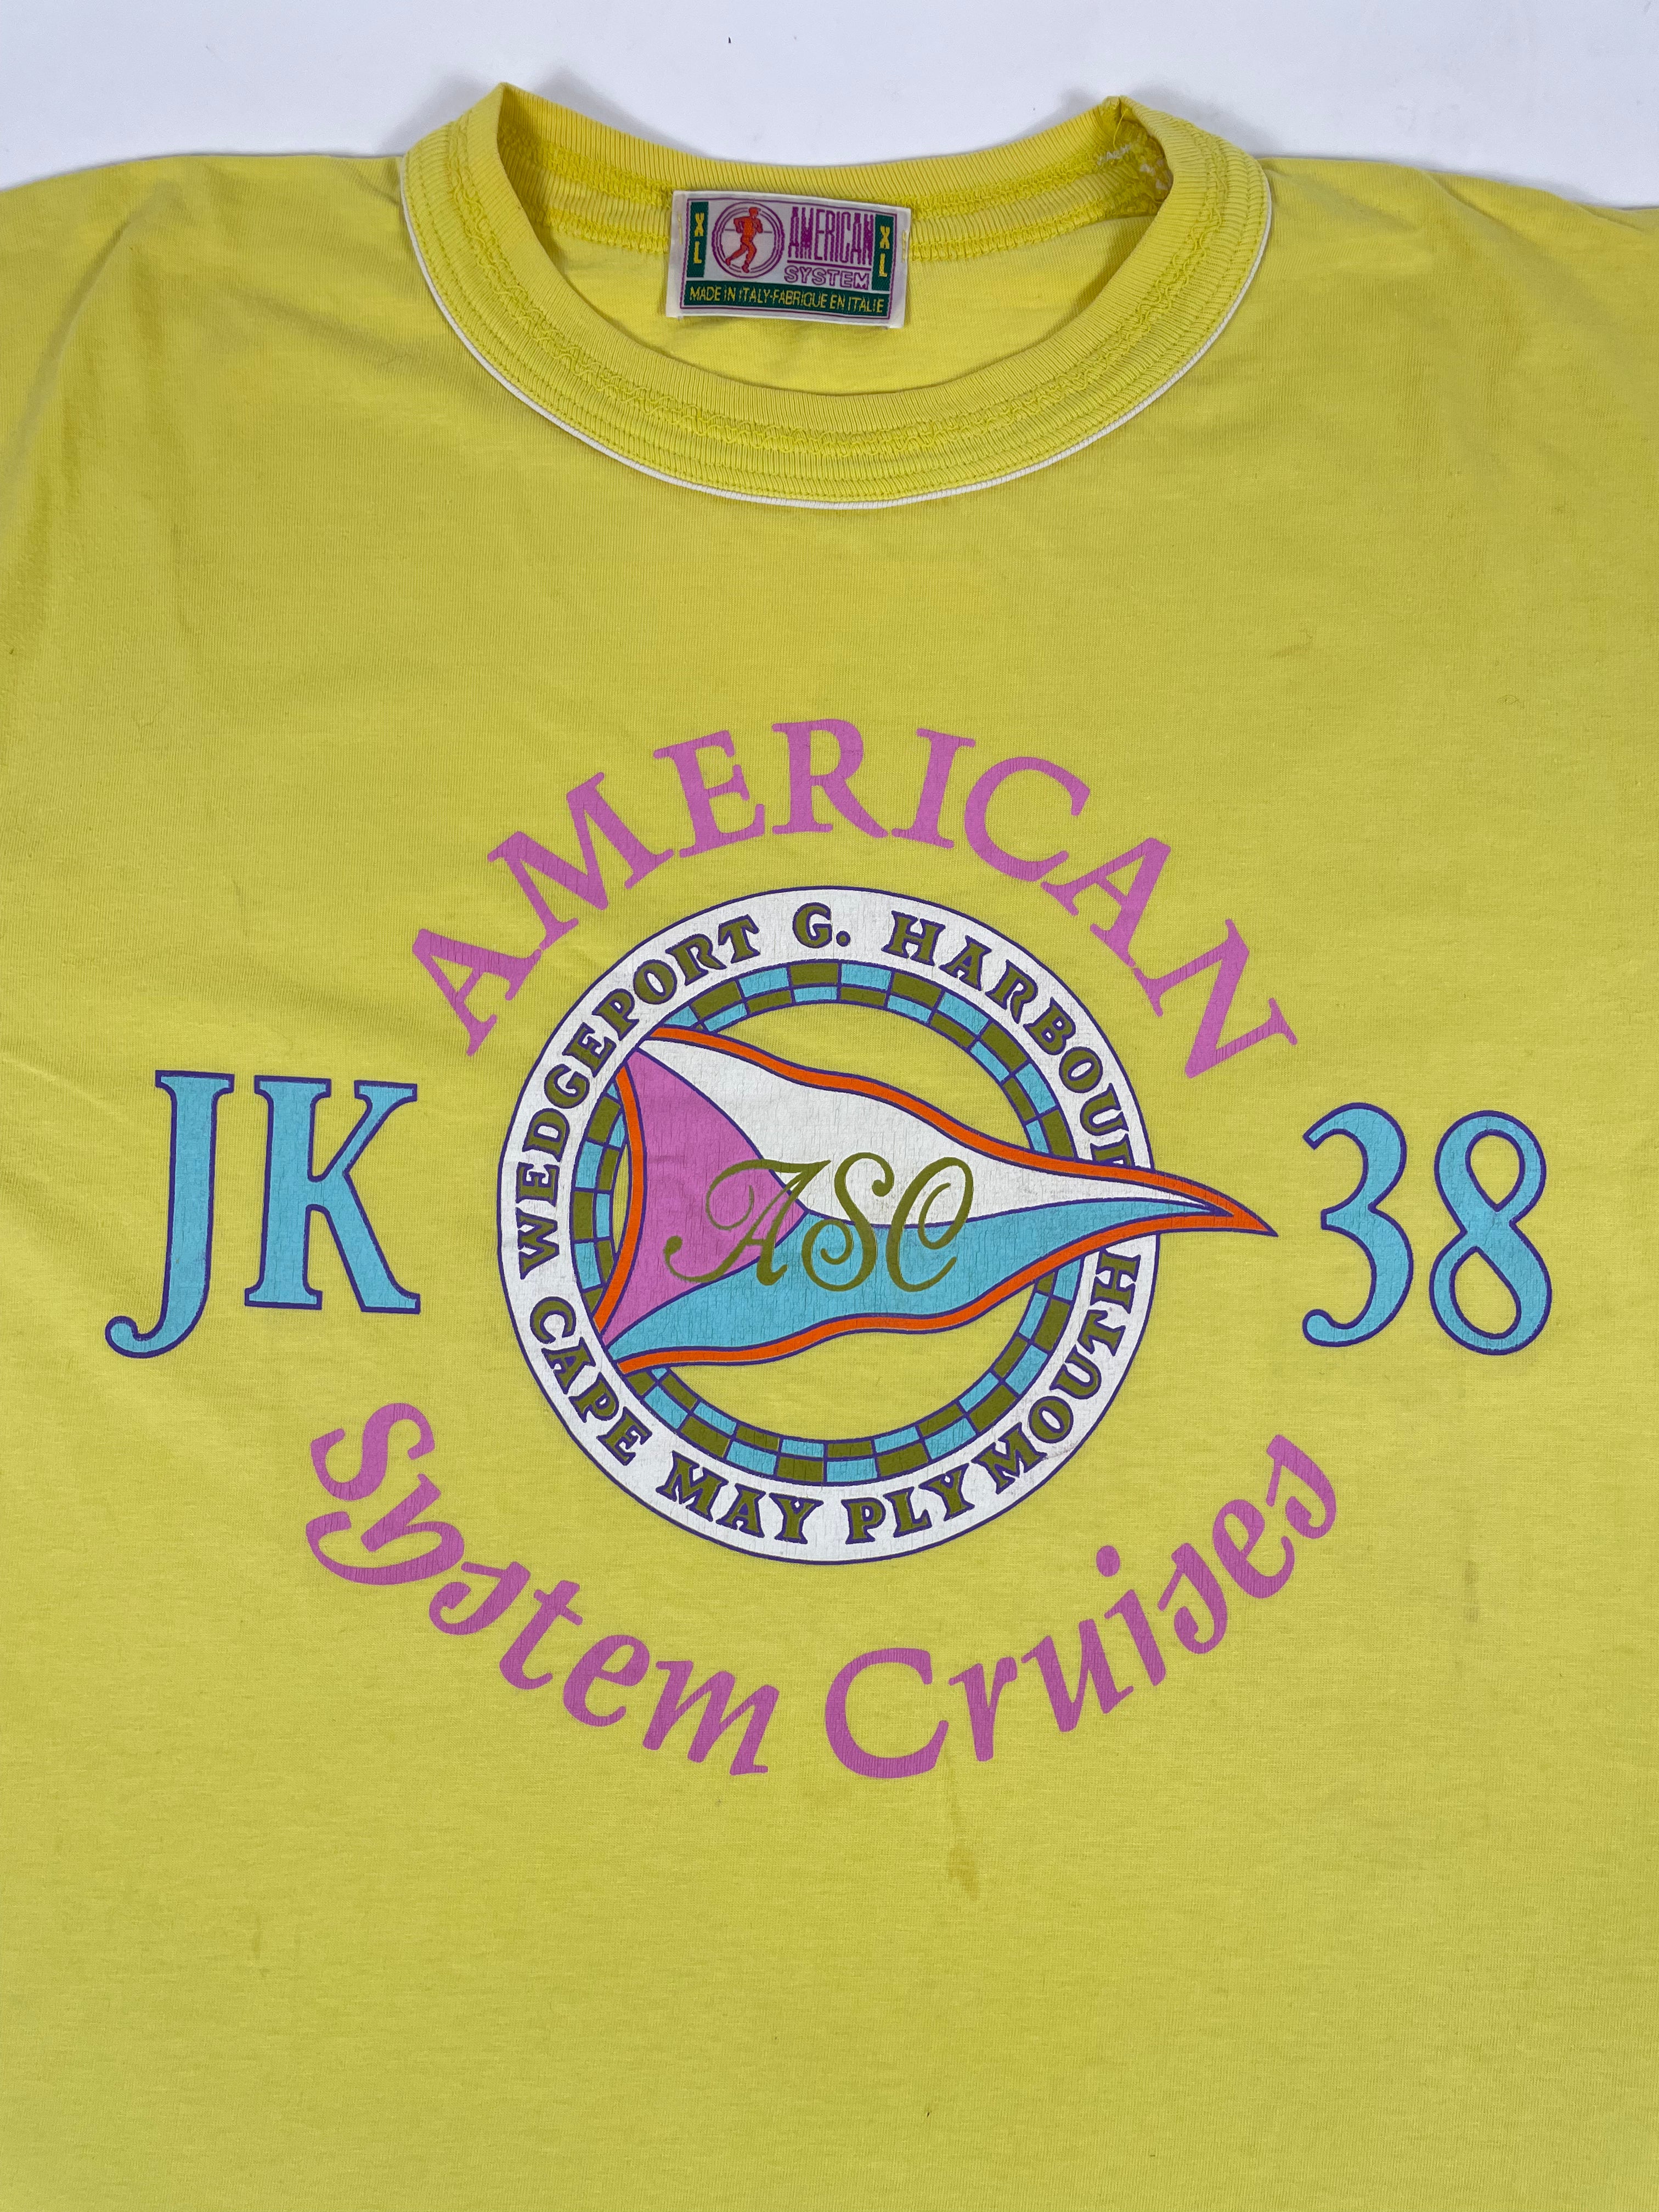 XL AMERICAN XL
SYSTEM
MADE IN ITALY-FABRIQUE EN ITALIE
AMERICAN
WEDGEPORT G. HARBOUR
JK
ASC
38
CAPE MAY PLYMOUTH
System Cruises